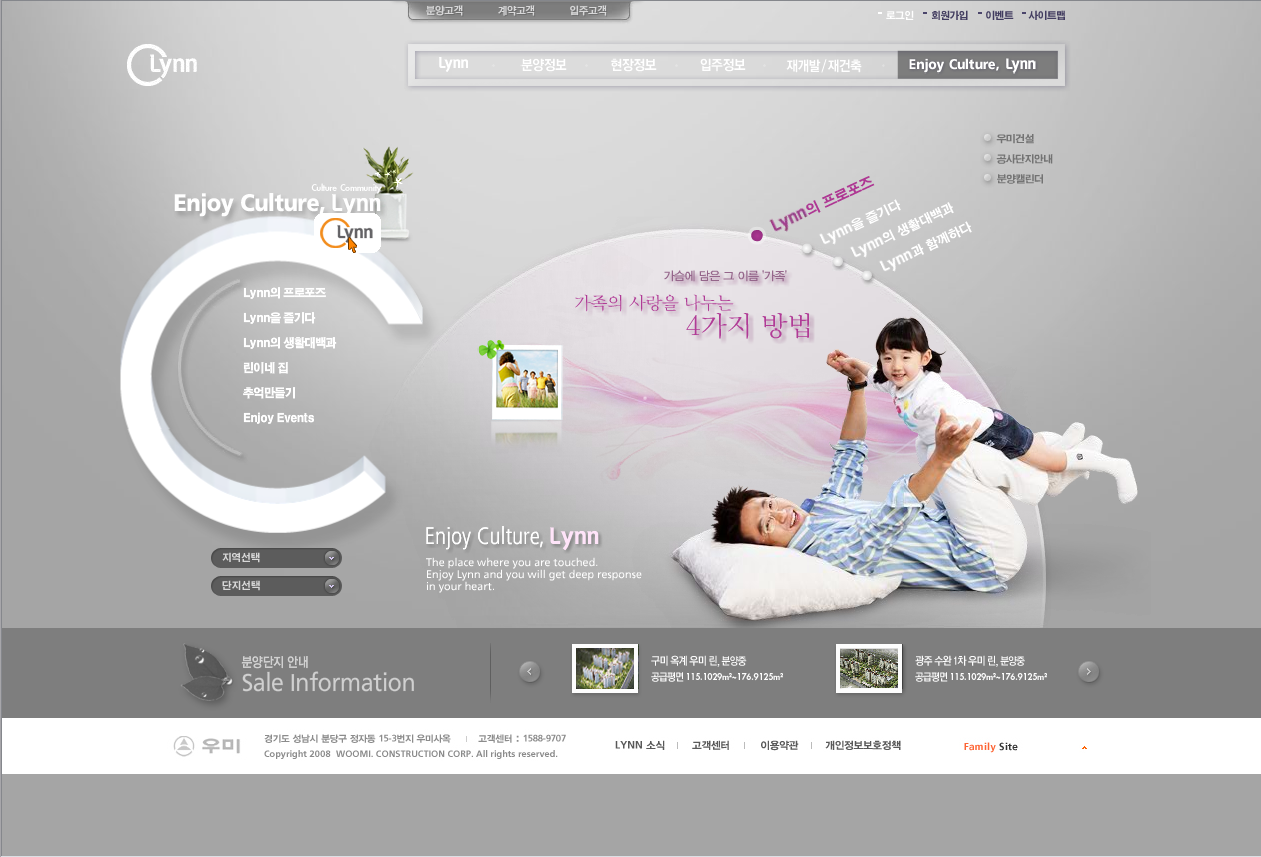 분양고객 계약고객 입주고객
로그인 회원가입 이벤트 사이트맵
Lynn
Lynn 분양정보 현장정보 입주정보 재개발/재건축 Enjoy Culture, Lynn
우미건설
공사단지안내
분양캘린더
Culture Community
Enjoy Culture, Lynn
Lynn
Lynn의 프로포즈
Lynn을 즐기다
Lynn의 생활대백과
Lynn과 함께하다
Lynn의 프로포즈
Lynn을 즐기다
Lynn의 생활대백과
린이네 집
추억만들기
Enjoy Events
가슴에 담은 그 이름 '가족'
가족의 사랑을 나누는
4가지 방법
Enjoy Culture, Lynn
The place where you are touched.
Enjoy Lynn and you will get deep response
in your heart.
지역선택
단지선택
분양단지 안내
Sale Information
구미 옥계 우미 린, 분양중
공급평면 115.1029m²~176.9125m²
광주 수완 1차 우미 린, 분양중
공급평면 115.1029m²~176.9125m²
우미
경기도 성남시 분당구 정자동 15-3번지 우미사옥 고객센터 : 1588-9707
Copyright 2008 WOOMI. CONSTRUCTION CORP. All rights reserved.
LYNN 소식 고객센터 이용약관 개인정보보호정책
Family Site